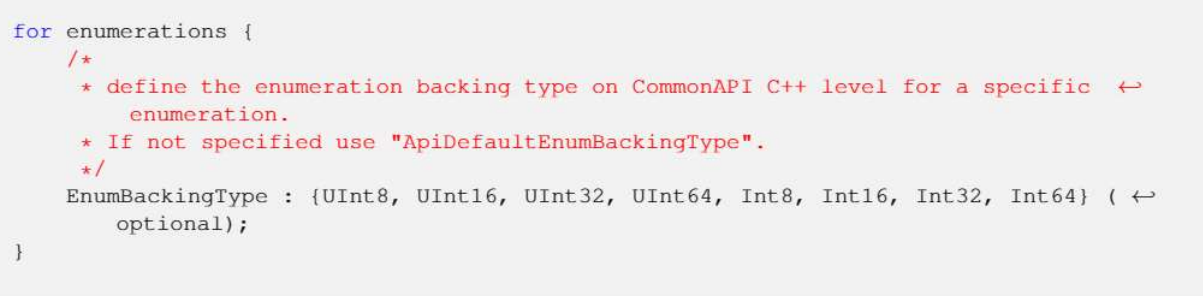 for enumerations {
    /*
     * define the enumeration backing type on CommonAPI C++ level for a specific ↩
         enumeration.
     * If not specified use "ApiDefaultEnumBackingType".
     */
    EnumBackingType : {UInt8, UInt16, UInt32, UInt64, Int8, Int16, Int32, Int64} ( ↩
        optional);
}